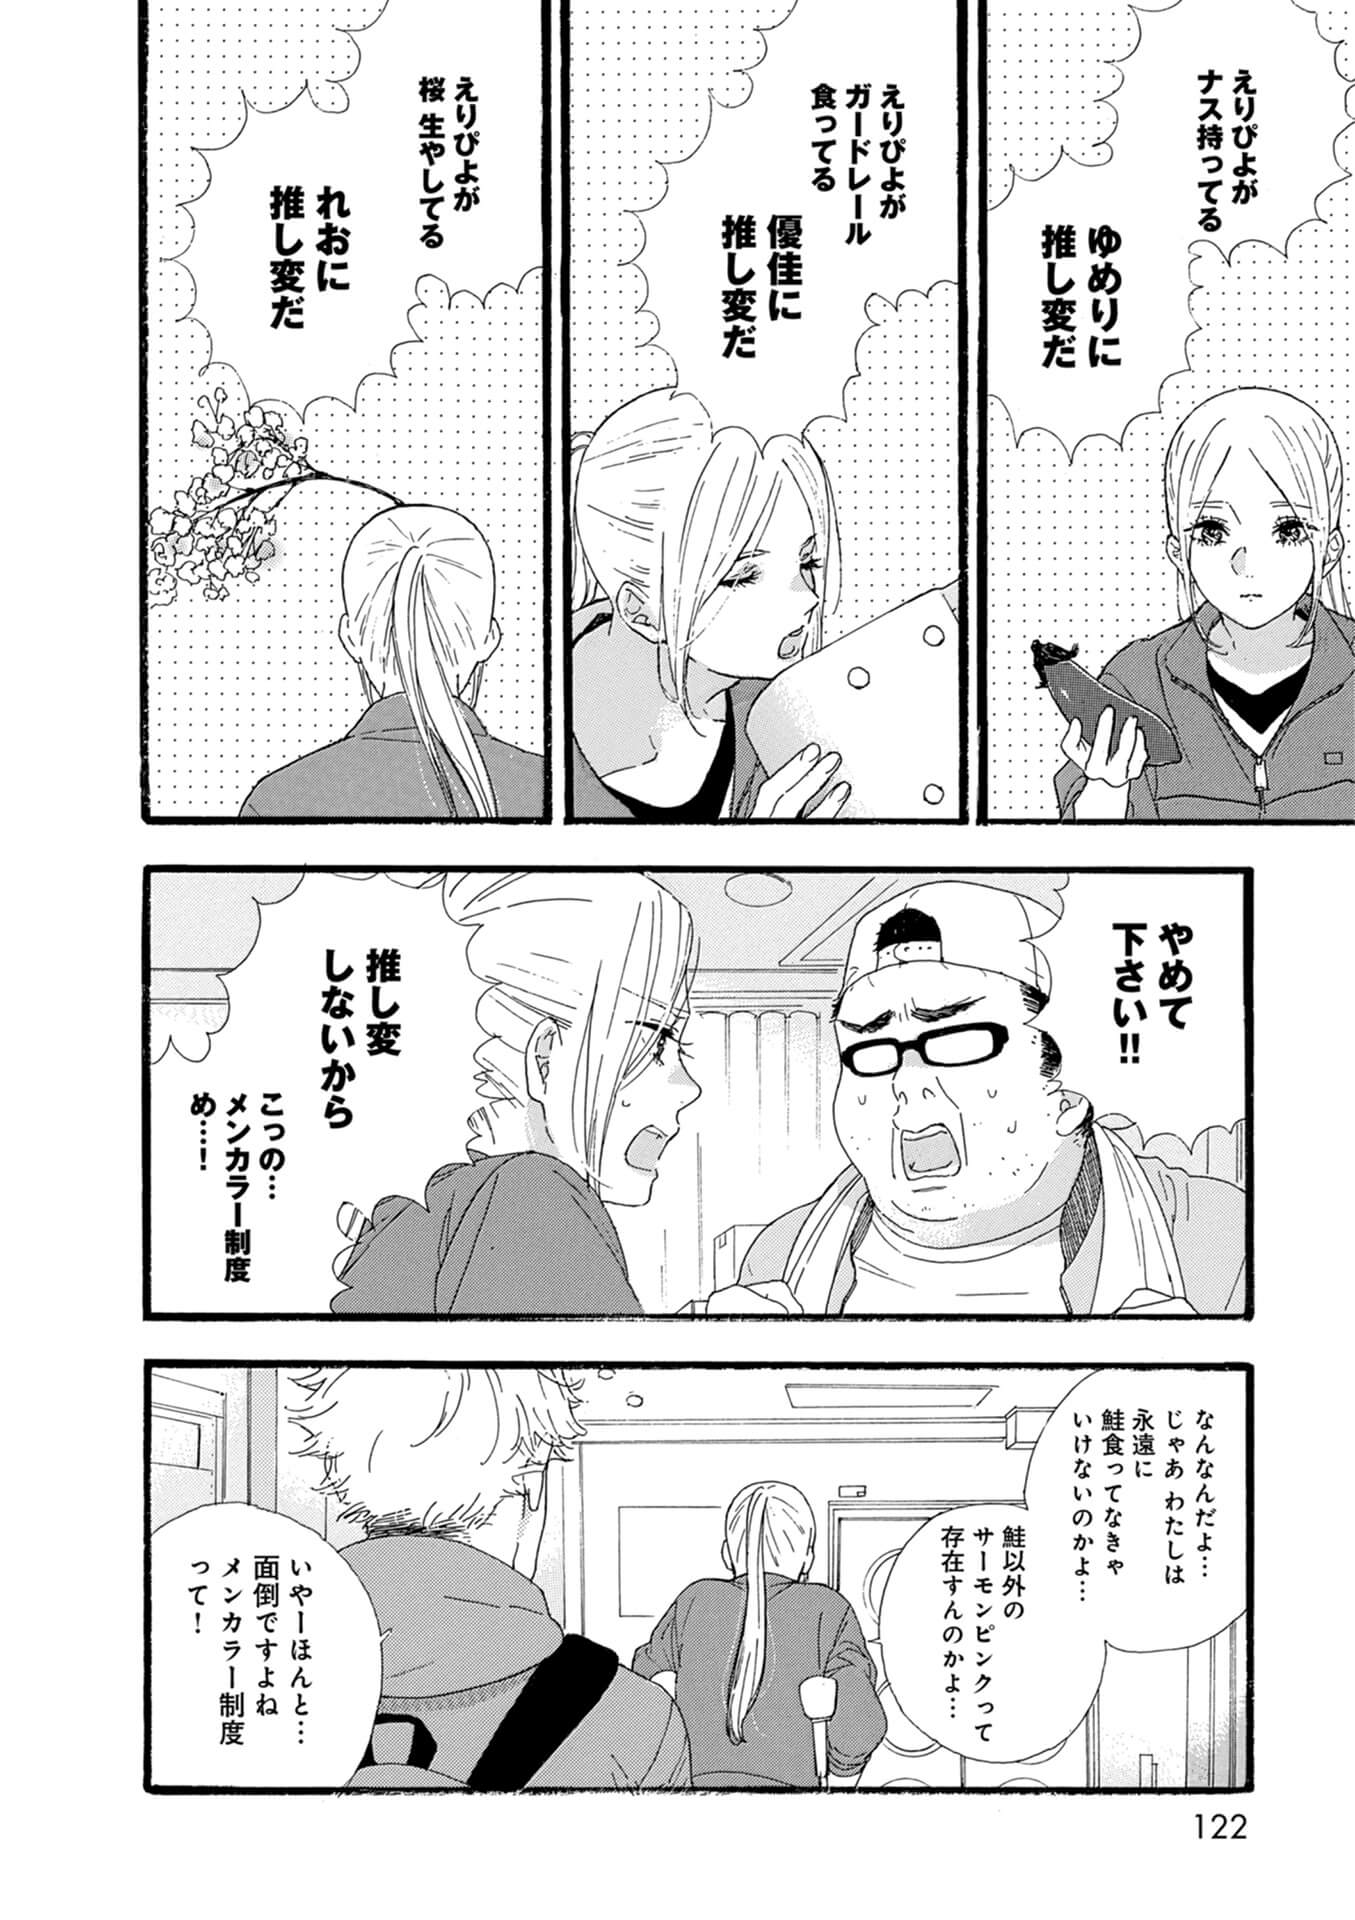 えりぴよが
ナス持ってる
ゆめりに
推し変だ
えりぴよが
ガードレール
食ってる
優佳に
推し変だ
えりぴよが
桜 生やしてる
れおに
推し変だ
やめて
下さい!!
推し変
しないから
こっの…
メンカラー制度
め……!
なんなんだよ…
じゃあ わたしは
永遠に
鮭食ってなきゃ
いけないのかよ…
鮭以外の
サーモンピンクって
存在すんのかよ…
いやーほんと…
面倒ですよね
メンカラー制度
って!
122